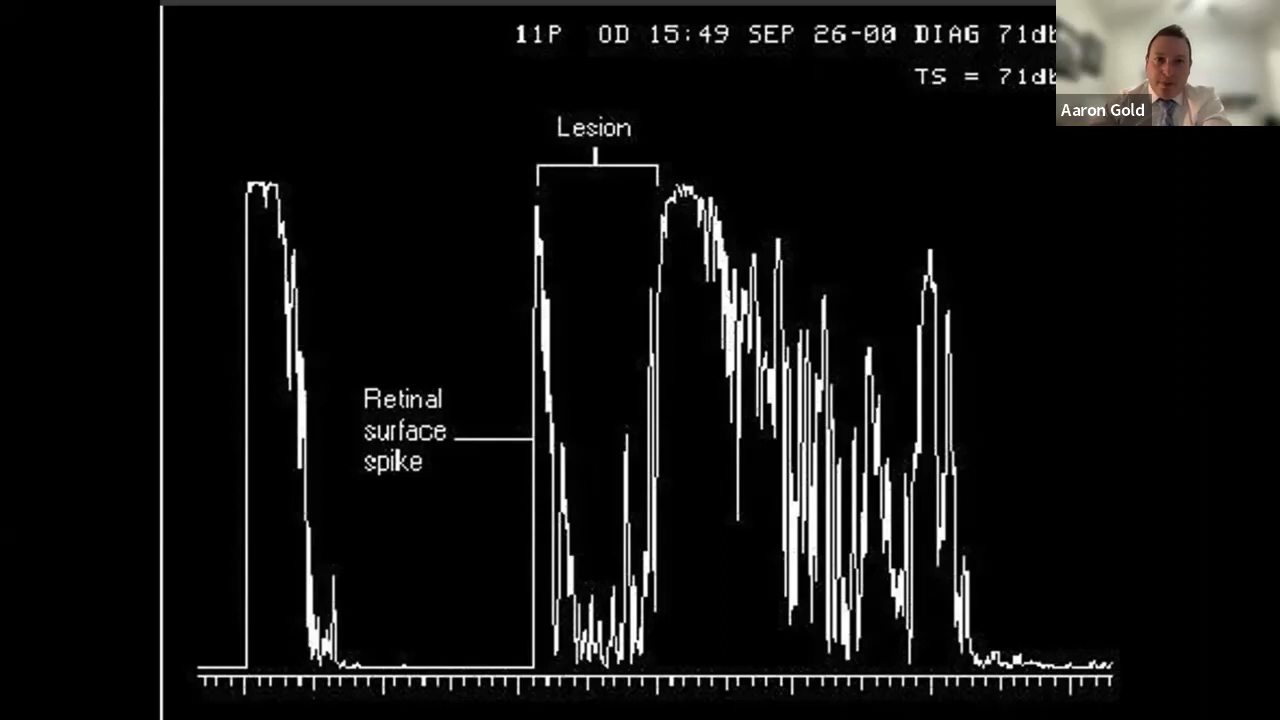 11P OD 15:49 SEP 26-00 DIAG 71db
TS = 71db
Aaron Gold
Lesion
Retinal
surface
spike